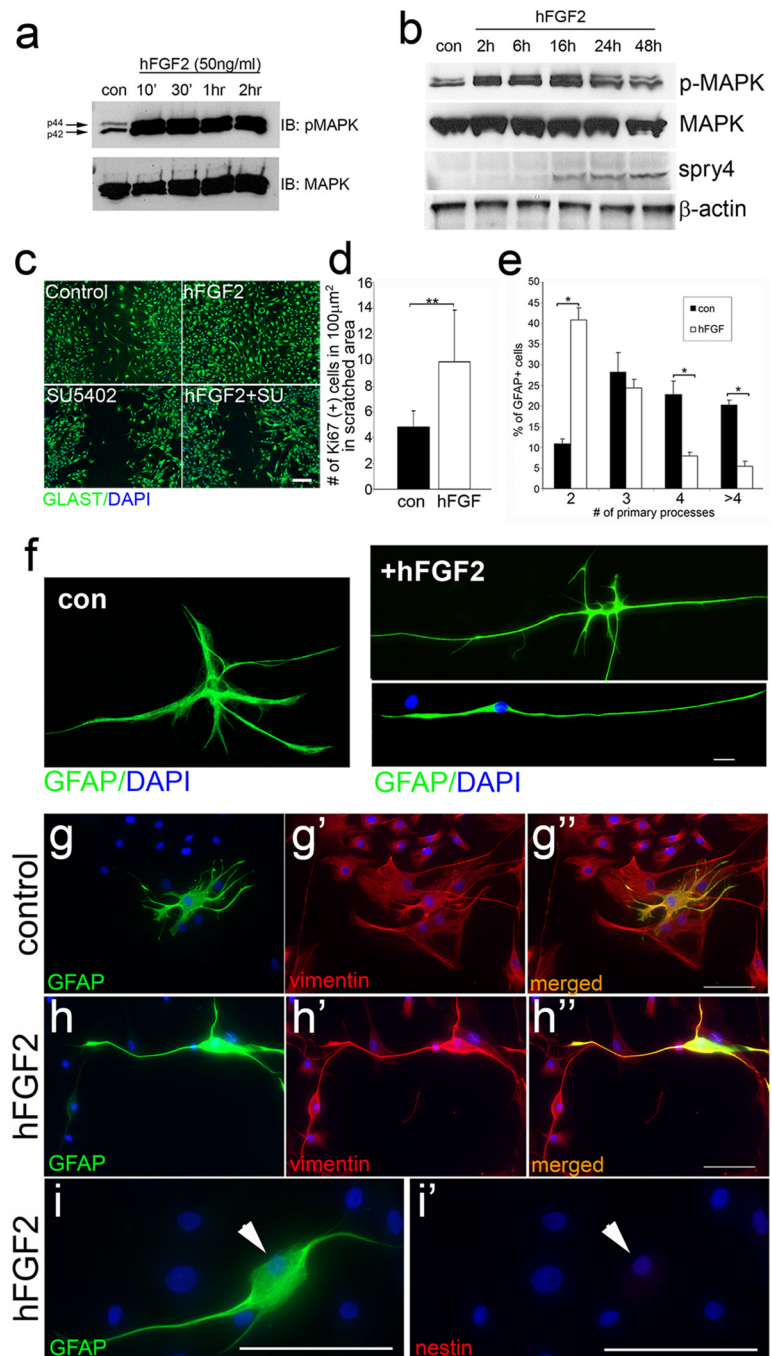 a
hFGF2 (50ng/ml)
con 10' 30' 1hr 2hr
p44
p42
IB: pMAPK
IB: MAPK
b
hFGF2
con 2h 6h 16h 24h 48h
p-MAPK
MAPK
spry4
β-actin
c
Control hFGF2
SU5402 hFGF2+SU
GLAST/DAPI
d
# of Ki67 (+) cells in 100µm²
in scratched area
16
14
12
10
8
6
4
2
0
**
con hFGF
e
% of GFAP+ cells
50
45
40
35
30
25
20
15
10
5
0
* * *
con
hFGF
2 3 4 >4
# of primary processes
f
con
+hFGF2
GFAP/DAPI
GFAP/DAPI
control
g g' g''
GFAP vimentin merged
hFGF2
h h' h''
GFAP vimentin merged
hFGF2
i i'
GFAP nestin